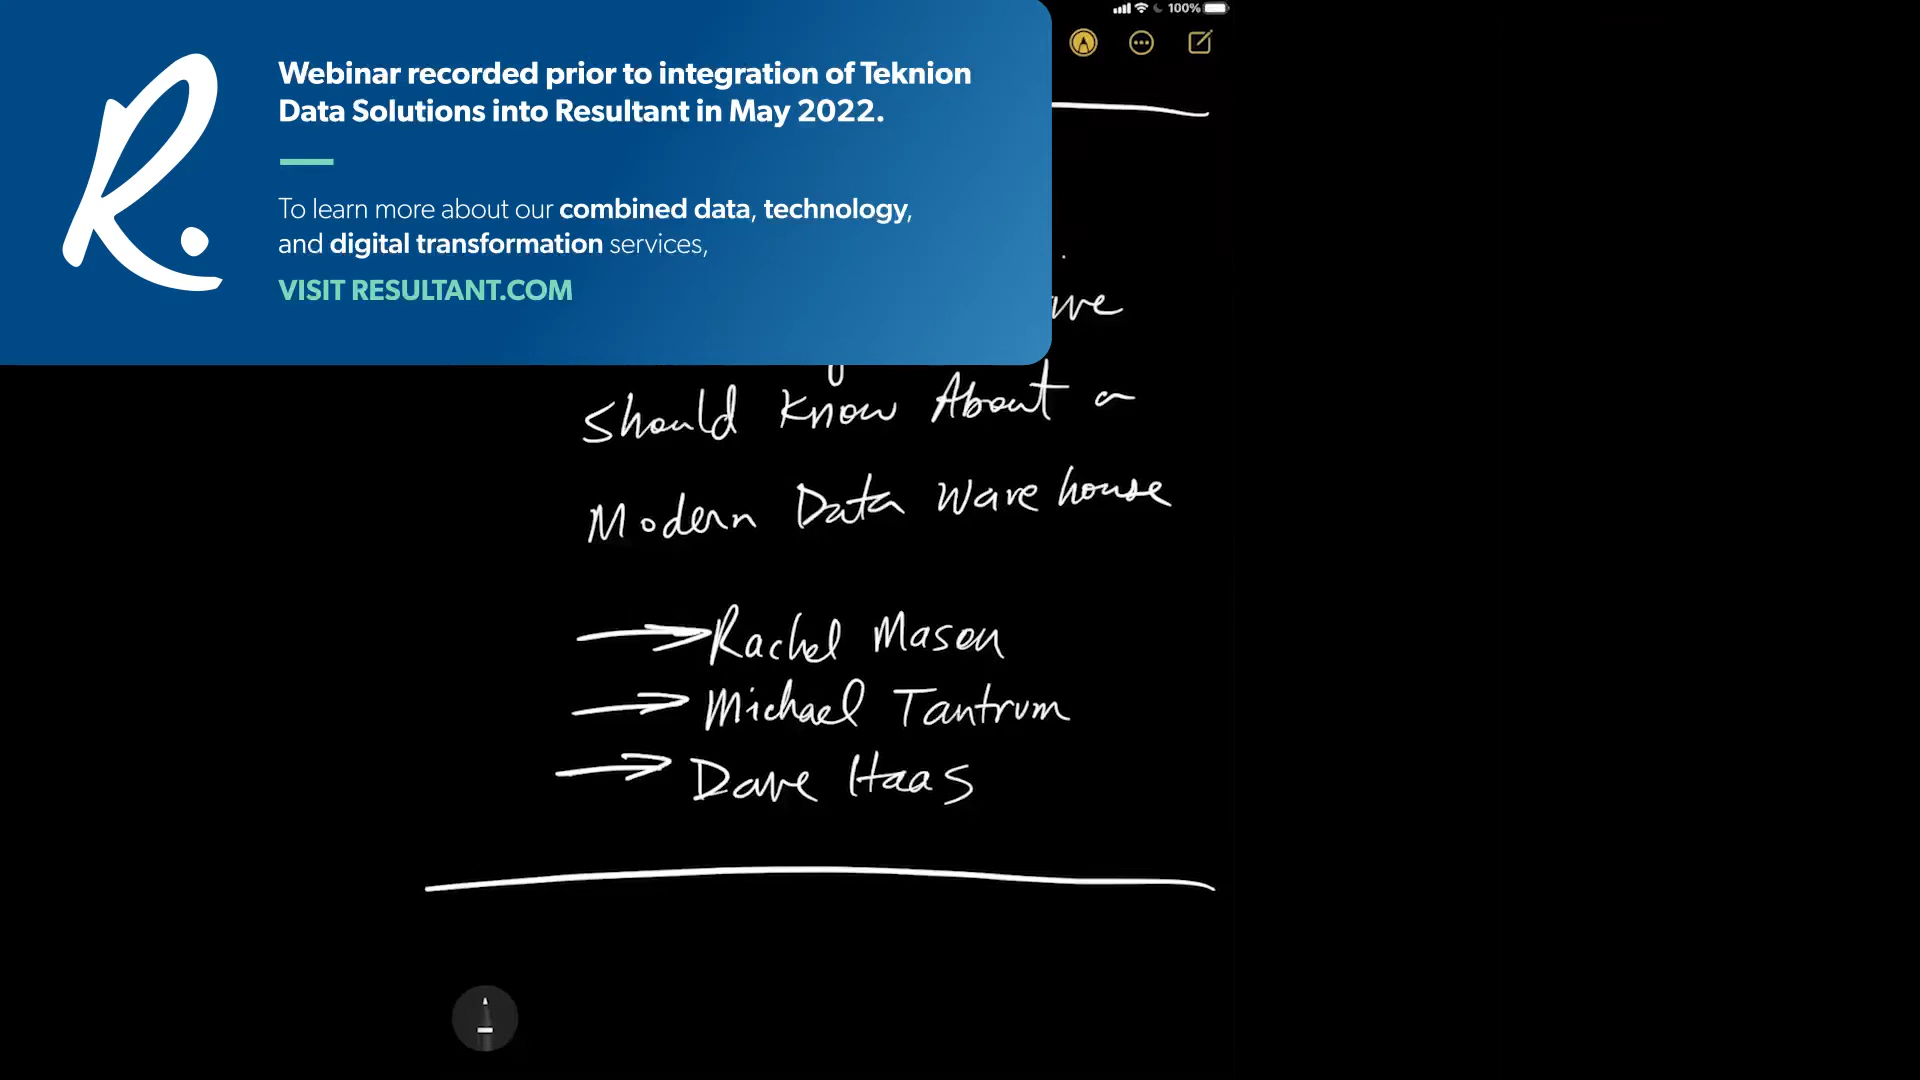 100%
R.
Webinar recorded prior to integration of Teknion
Data Solutions into Resultant in May 2022.
To learn more about our combined data, technology,
and digital transformation services,
VISIT RESULTANT.COM
Should Know About a
Modern Data Warehouse
Rachel Mason
Michael Tantrum
Dave Haas